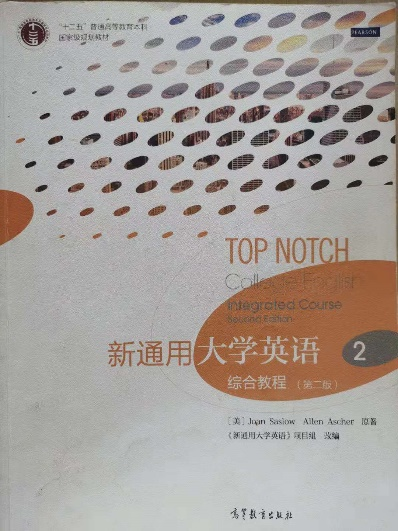 十二五
"十二五"普通高等教育本科
国家级规划教材
PEARSON
TOP NOTCH
College English
Integrated Course
Second Edition
新通用大学英语 2
综合教程（第二版）
[美] Joan Saslow Allen Ascher 原著
《新通用大学英语》项目组 改编
高等教育出版社